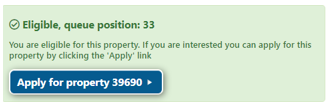 Eligible, queue position: 33
You are eligible for this property. If you are interested you can apply for this
property by clicking the 'Apply' link
Apply for property 39690